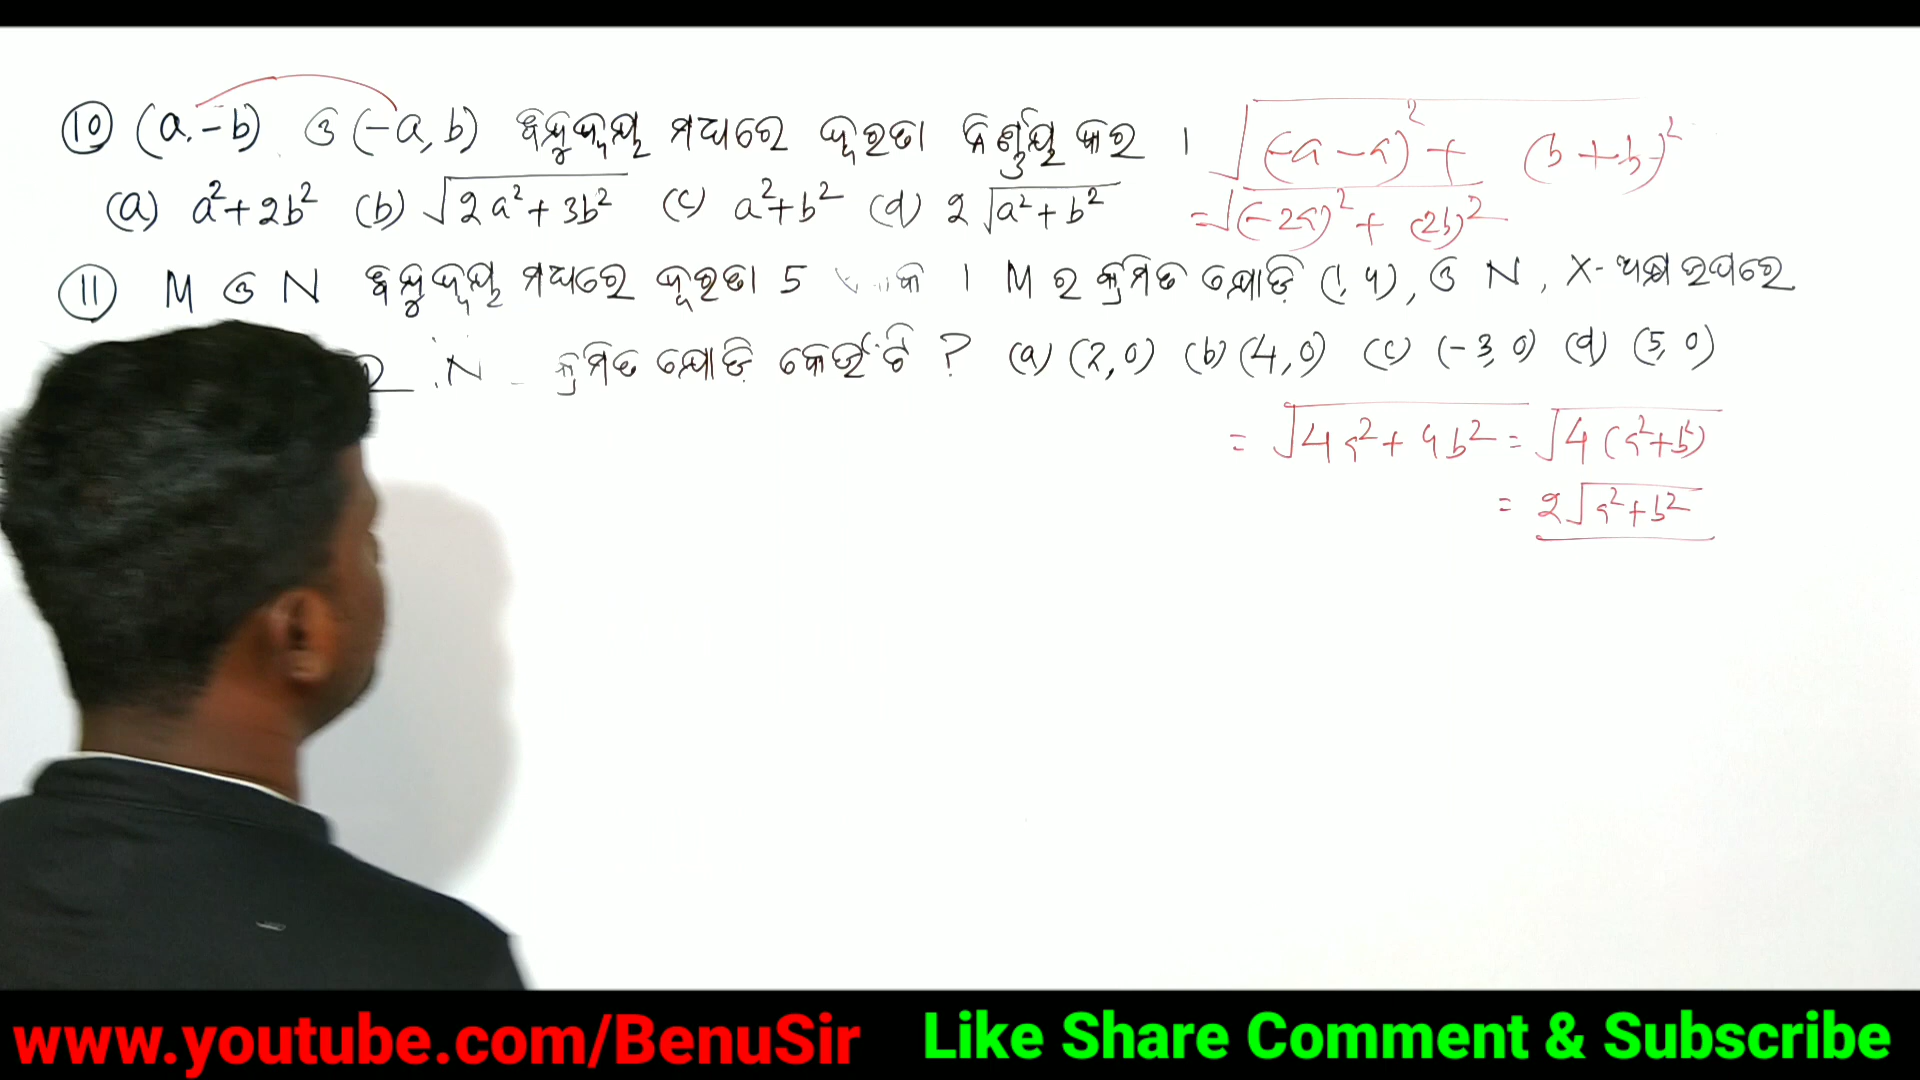 10 (a,-b) ଓ (-a, b) ବିନ୍ଦୁଦ୍ୱୟ ମଧ୍ୟରେ ଦୂରତା ନିର୍ଣ୍ଣୟ କର ।
√(-a-a)² + (b+b)²
(a) a²+2b² (b) √2a²+3b² (c) a²+b² (d) 2√a²+b²
=√(-2a)² + (2b)²
11 M ଓ N ବିନ୍ଦୁଦ୍ୱୟ ମଧ୍ୟରେ ଦୂରତା 5 । M ର ସ୍ଥାନାଙ୍କ (1, 4), ଓ N, X-ଅକ୍ଷ ଉପରେ
N କ୍ରମିତ ଯୋଡ଼ି କେଉଁଟି ? (a) (2,0) (b) (4,0) (c) (-3,0) (d) (5,0)
= √4a²+4b² = √4(a²+b²)
= 2√a²+b²
www.youtube.com/BenuSir Like Share Comment & Subscribe